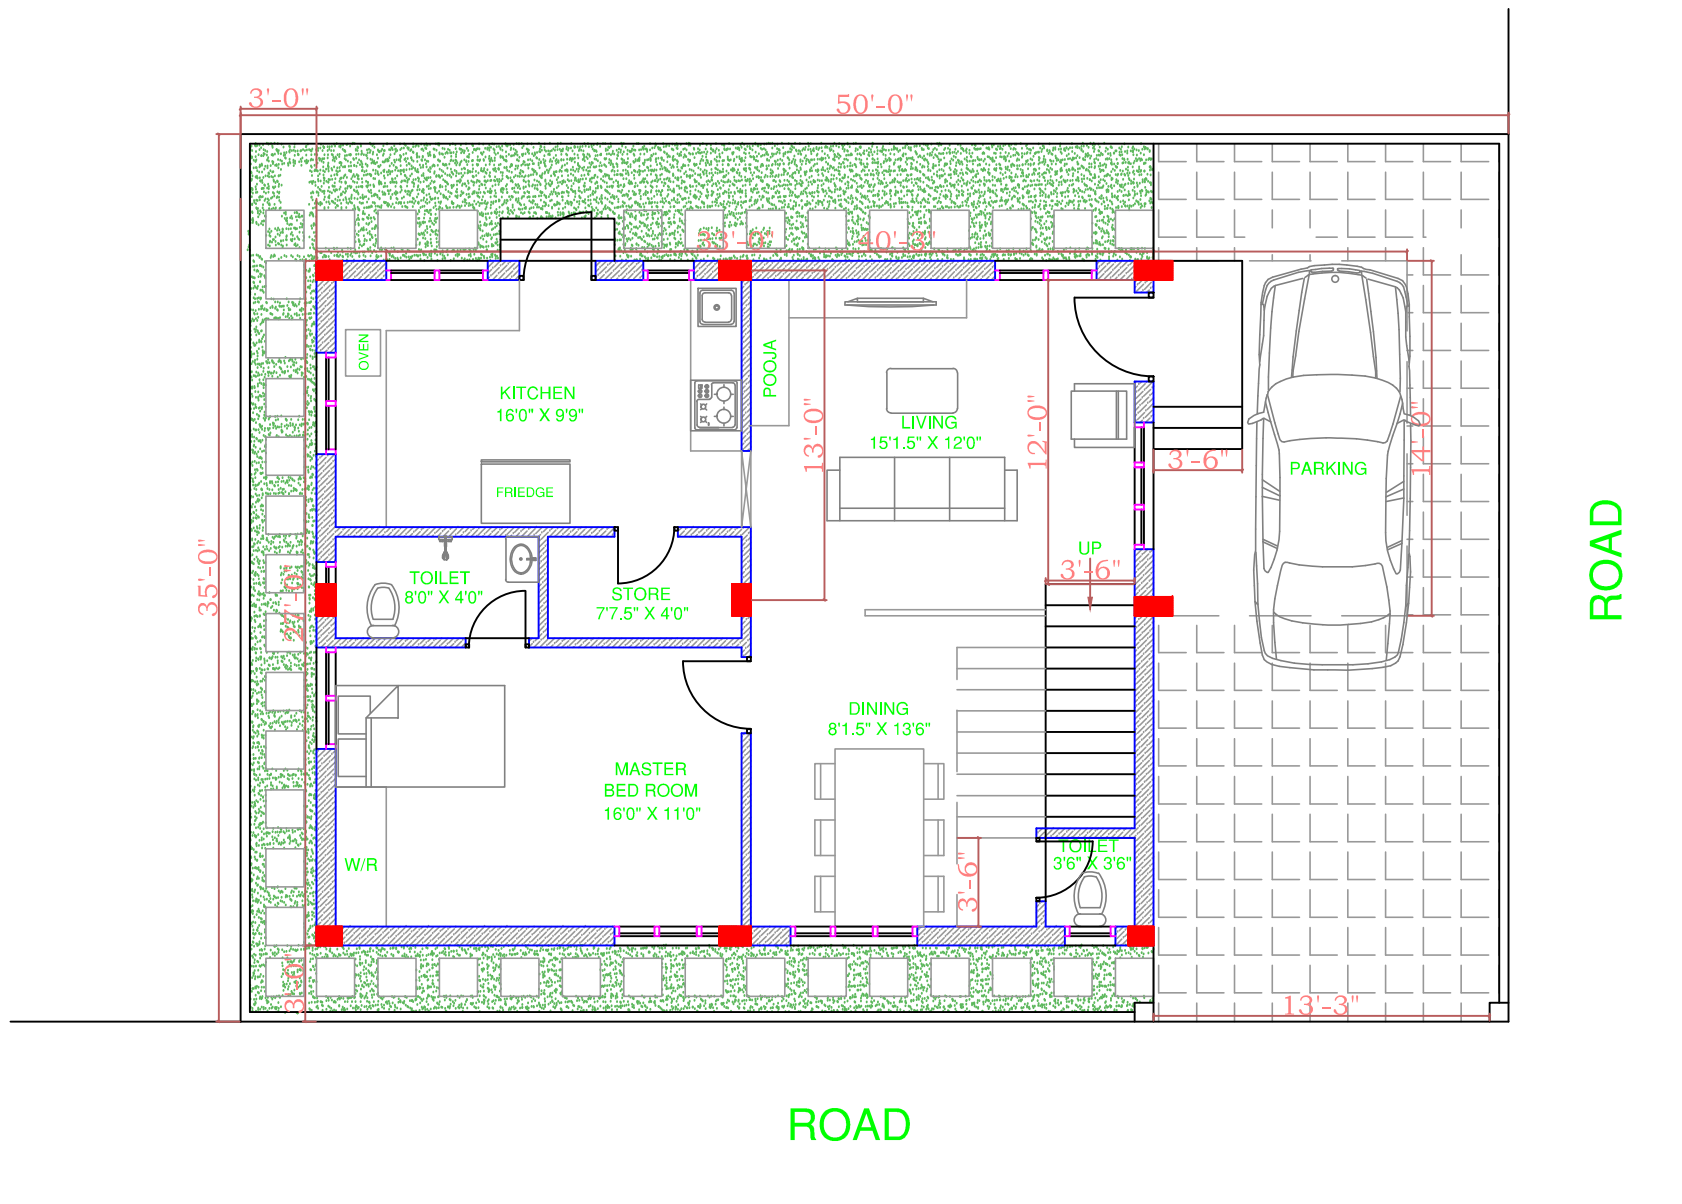 3'-0"
50'-0"
33'-0"
40'-3"
OVEN
KITCHEN
16'0" X 9'9"
FRIEDGE
POOJA
13'-0"
LIVING
15'1.5" X 12'0"
12'-0"
3'-6"
PARKING
14'-0"
35'-0"
27'-0"
TOILET
8'0" X 4'0"
STORE
7'7.5" X 4'0"
UP
3'-6"
ROAD
DINING
8'1.5" X 13'6"
MASTER
BED ROOM
16'0" X 11'0"
W/R
3'-6"
TOILET
3'6" X 3'6"
3'-0"
13'-3"
ROAD